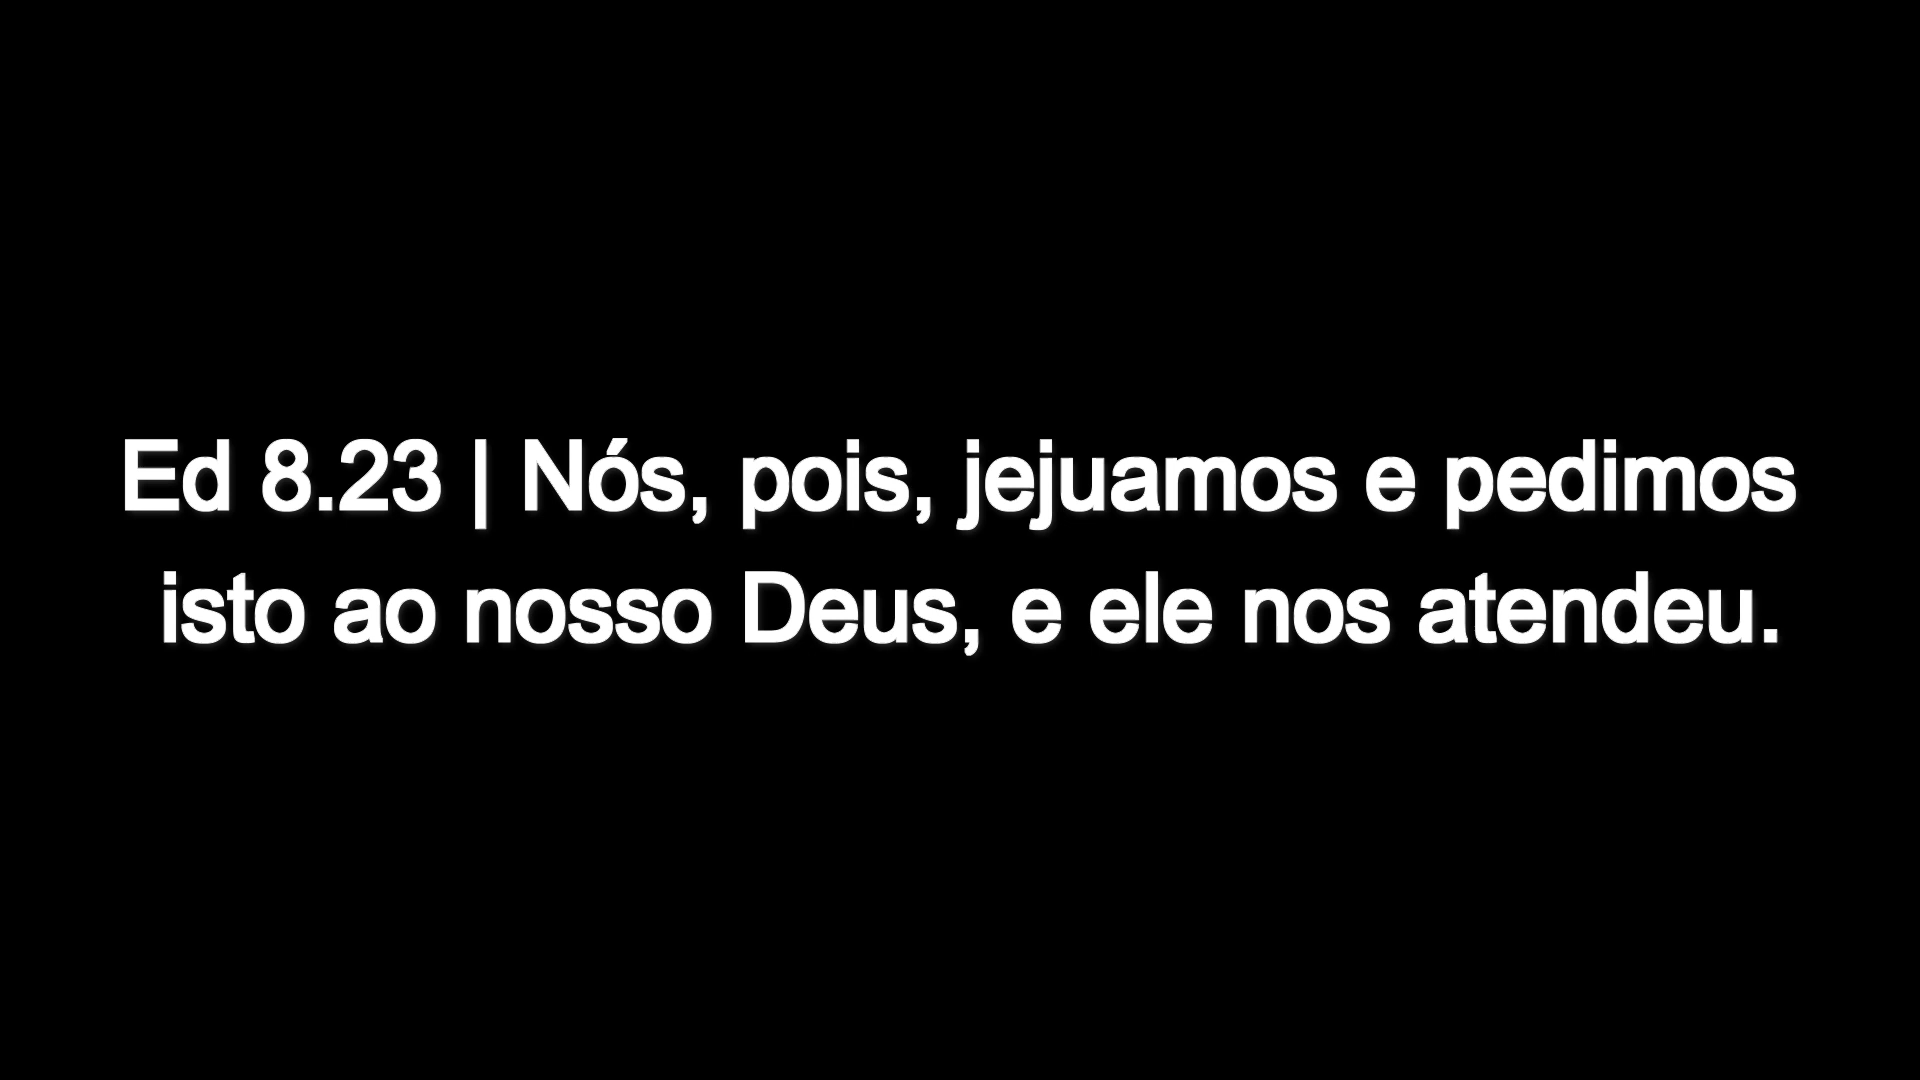 Ed 8.23 | Nós, pois, jejuamos e pedimos
isto ao nosso Deus, e ele nos atendeu.